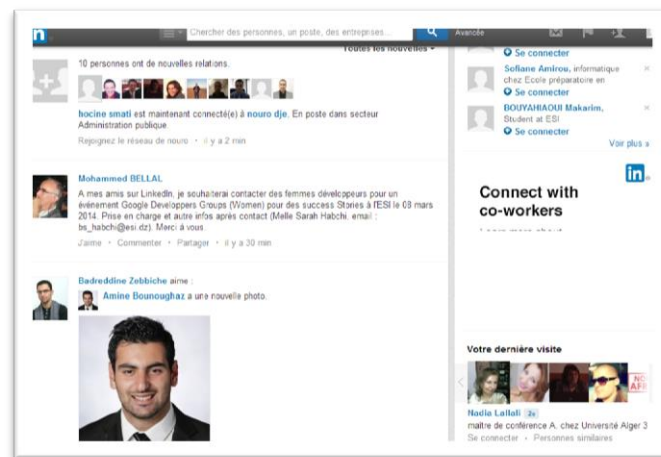 in
Chercher des personnes, un poste, des entreprises...
Avancée
Toutes les nouvelles
10 personnes ont de nouvelles relations.
hocine smati est maintenant connecté(e) à nouro dje. En poste dans secteur
Administration publique.
Rejoignez le réseau de nouro • il y a 2 min
Mohammed BELLAL
A mes amis sur LinkedIn, je souhaiterai contacter des femmes développeurs pour un
événement Google Developpers Groups (Women) pour des success Stories à l'ESI le 08 mars
2014. Prise en charge et autre infos après contact (Melle Sarah Habchi, email :
bs_habchi@esi.dz). Merci à vous
J'aime • Commenter • Partager • il y a 30 min
Badreddine Zebbiche aime :
Amine Bounoughaz a une nouvelle photo.
Se connecter
Sofiane Amirou, informatique
chez Ecole préparatoire en
Se connecter
BOUYAHIAOUI Makarim,
Student at ESI
Se connecter
Voir plus »
in
Connect with
co-workers
Learn more about
Votre dernière visite
Nadia Lallali 2e
maître de conférence A. chez Université Alger 3
Se connecter • Personnes similaires